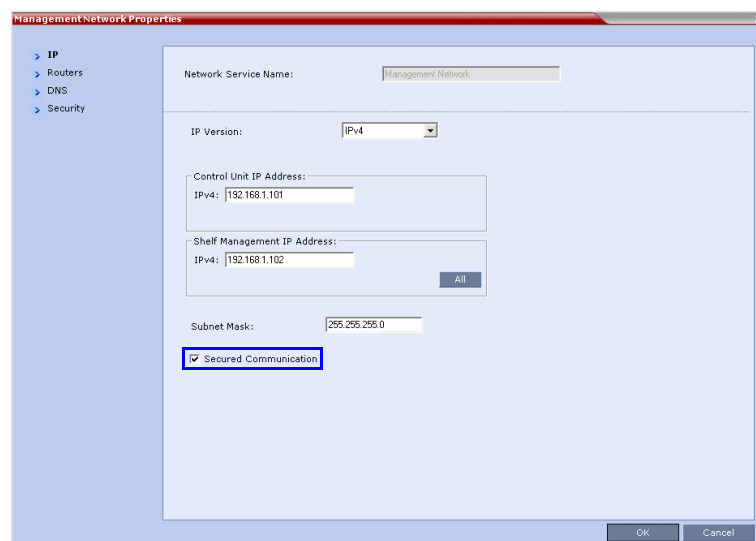 Management Network Properties
IP
Routers
DNS
Security
Network Service Name: Management Network
IP Version: IPv4
Control Unit IP Address:
IPv4: 192.168.1.101
Shelf Management IP Address:
IPv4: 192.168.1.102
All
Subnet Mask: 255.255.255.0
Secured Communication
OK Cancel